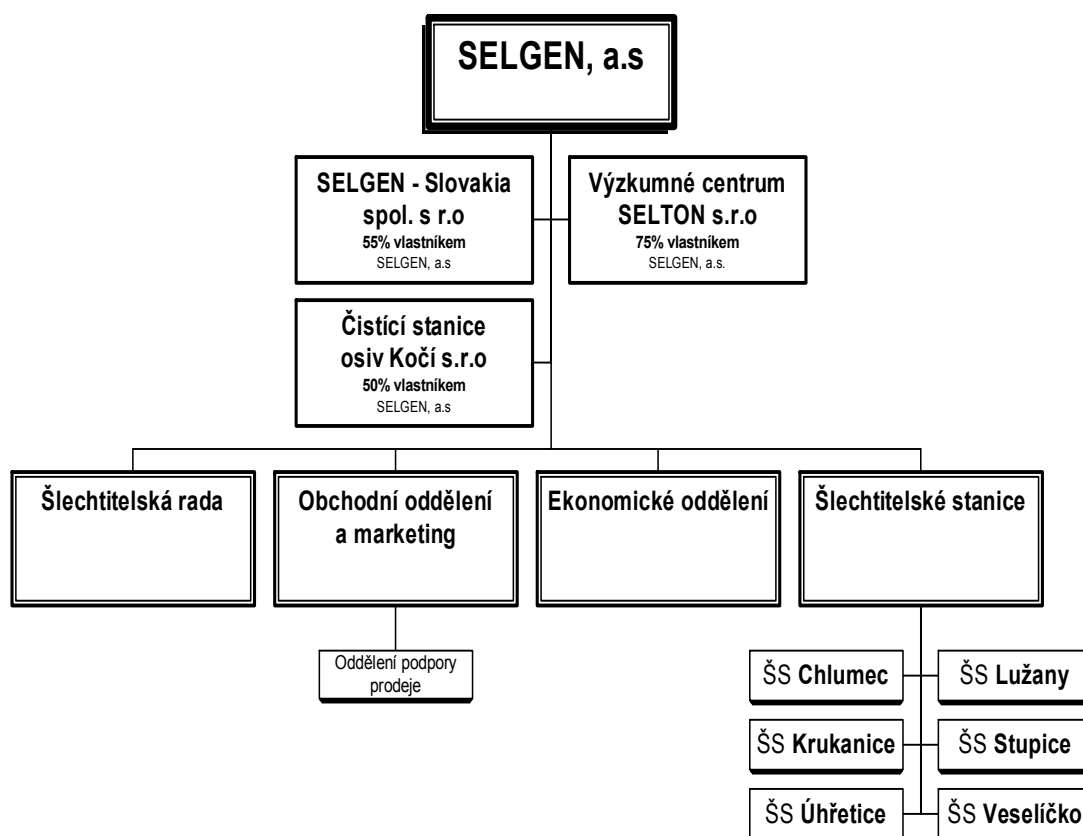 SELGEN, a.s
SELGEN - Slovakia
spol. s r.o
55% vlastníkem
SELGEN, a.s
Výzkumné centrum
SELTON s.r.o
75% vlastníkem
SELGEN, a.s.
Čistící stanice
osiv Kočí s.r.o
50% vlastníkem
SELGEN, a.s
Šlechtitelská rada
Obchodní oddělení
a marketing
Ekonomické oddělení
Šlechtitelské stanice
Oddělení podpory
prodeje
ŠS Chlumec
ŠS Lužany
ŠS Krukanice
ŠS Stupice
ŠS Úhřetice
ŠS Veselíčko